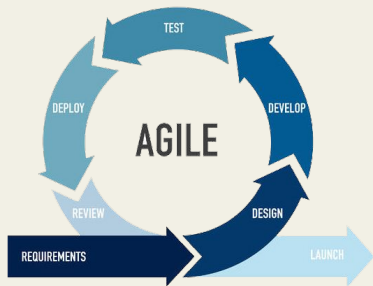 TEST
DEPLOY
DEVELOP
AGILE
REVIEW
DESIGN
REQUIREMENTS
LAUNCH